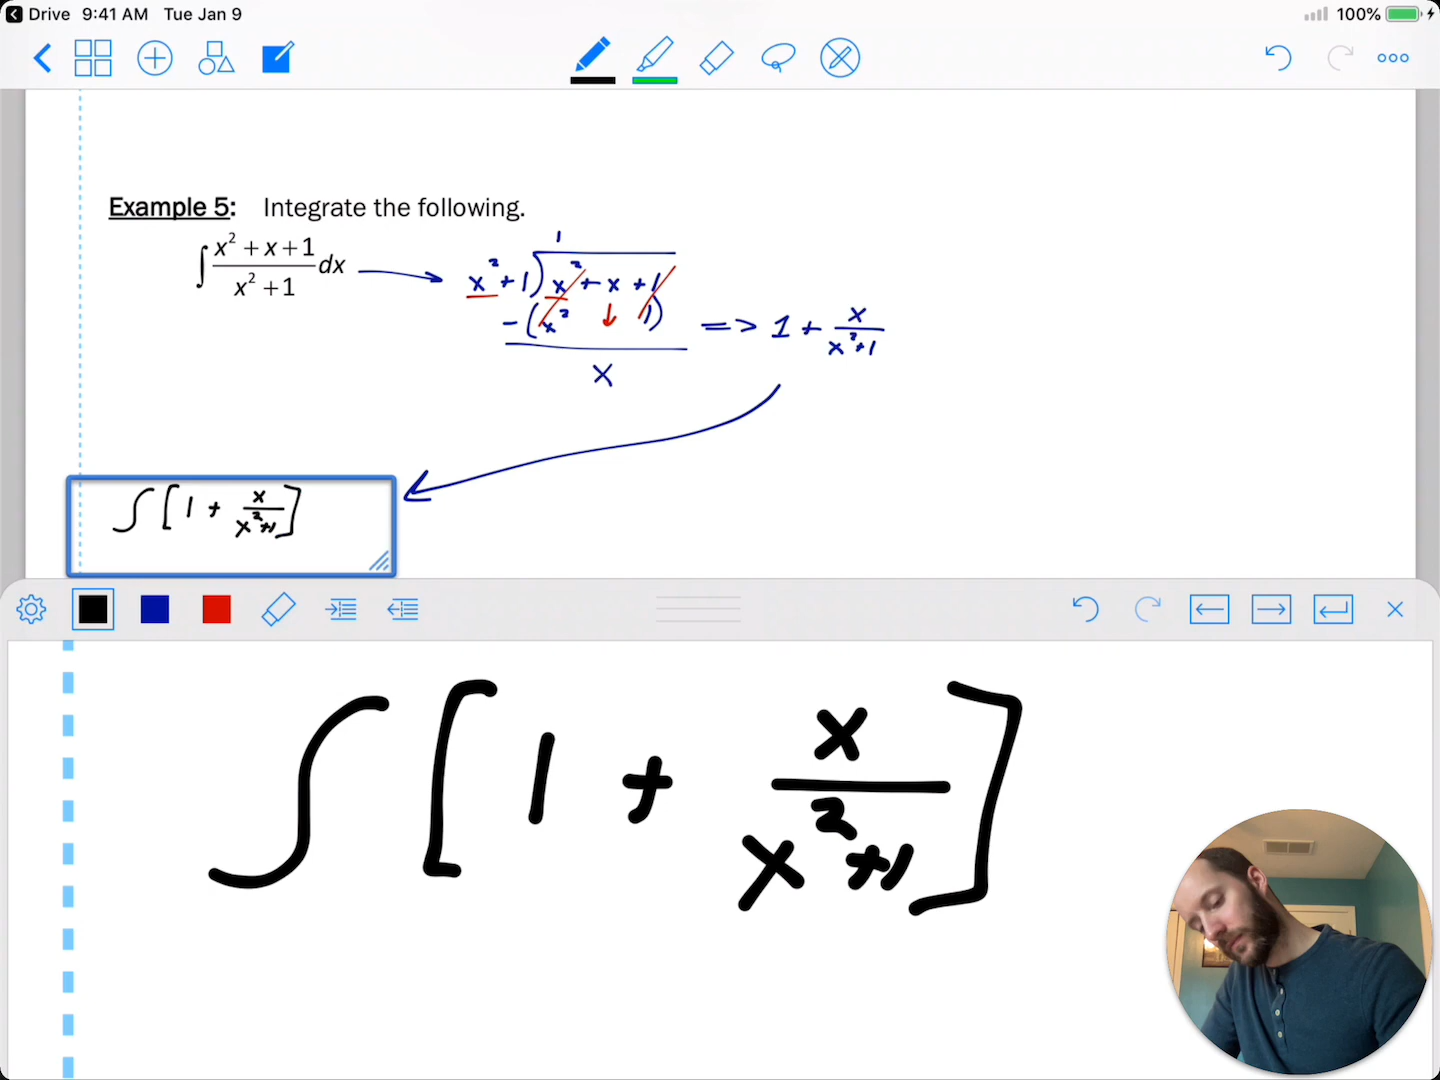 Drive 9:41 AM Tue Jan 9 100%
Example 5: Integrate the following.
∫ (x² + x + 1)/(x² + 1) dx
1
x² + 1 ) x² + x + 1
- ( x² ↓ 1 )
x
=> 1 + x/(x²+1)
∫ [ 1 + x/(x²+1) ]
∫ [ 1 + x/(x²+1) ]